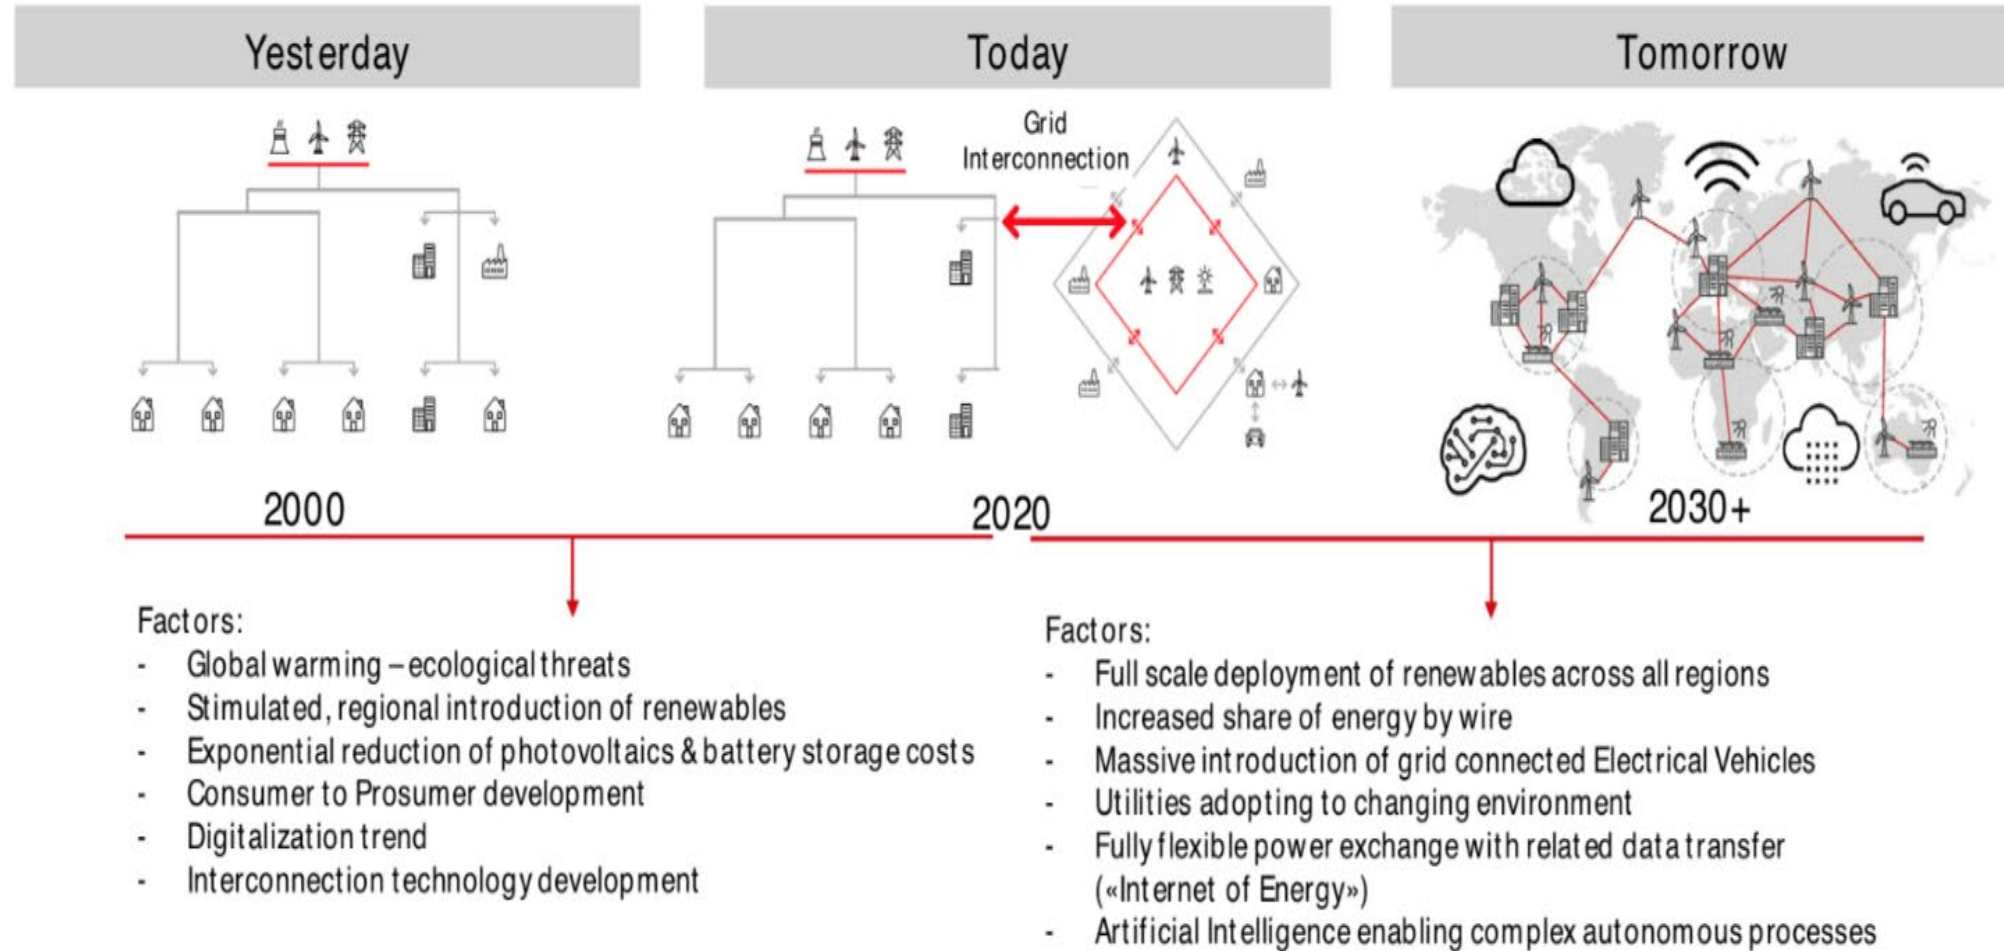 Yesterday
Today
Tomorrow
Grid
Interconnection
2000
2020
2030+
Factors:
- Global warming – ecological threats
- Stimulated, regional introduction of renewables
- Exponential reduction of photovoltaics & battery storage costs
- Consumer to Prosumer development
- Digitalization trend
- Interconnection technology development
Factors:
- Full scale deployment of renewables across all regions
- Increased share of energy by wire
- Massive introduction of grid connected Electrical Vehicles
- Utilities adopting to changing environment
- Fully flexible power exchange with related data transfer
(«Internet of Energy»)
- Artificial Intelligence enabling complex autonomous processes